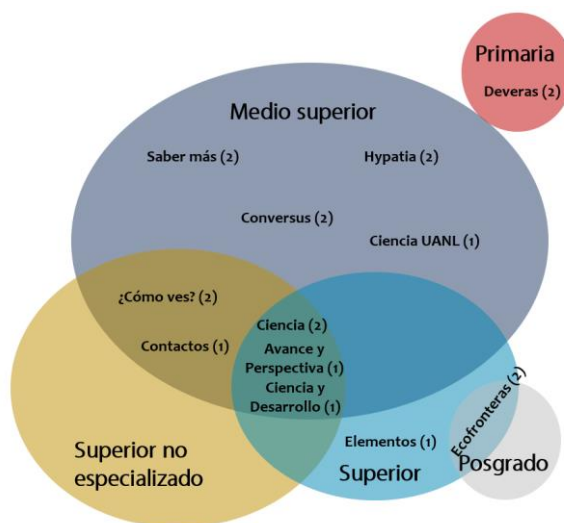 Primaria
Deveras (2)
Medio superior
Saber más (2)
Hypatia (2)
Conversus (2)
Ciencia UANL (1)
¿Cómo ves? (2)
Contactos (1)
Ciencia (2)
Avance y
Perspectiva (1)
Ciencia y
Desarrollo (1)
Ecofronteras (2)
Elementos (1)
Superior no
especializado
Superior
Posgrado